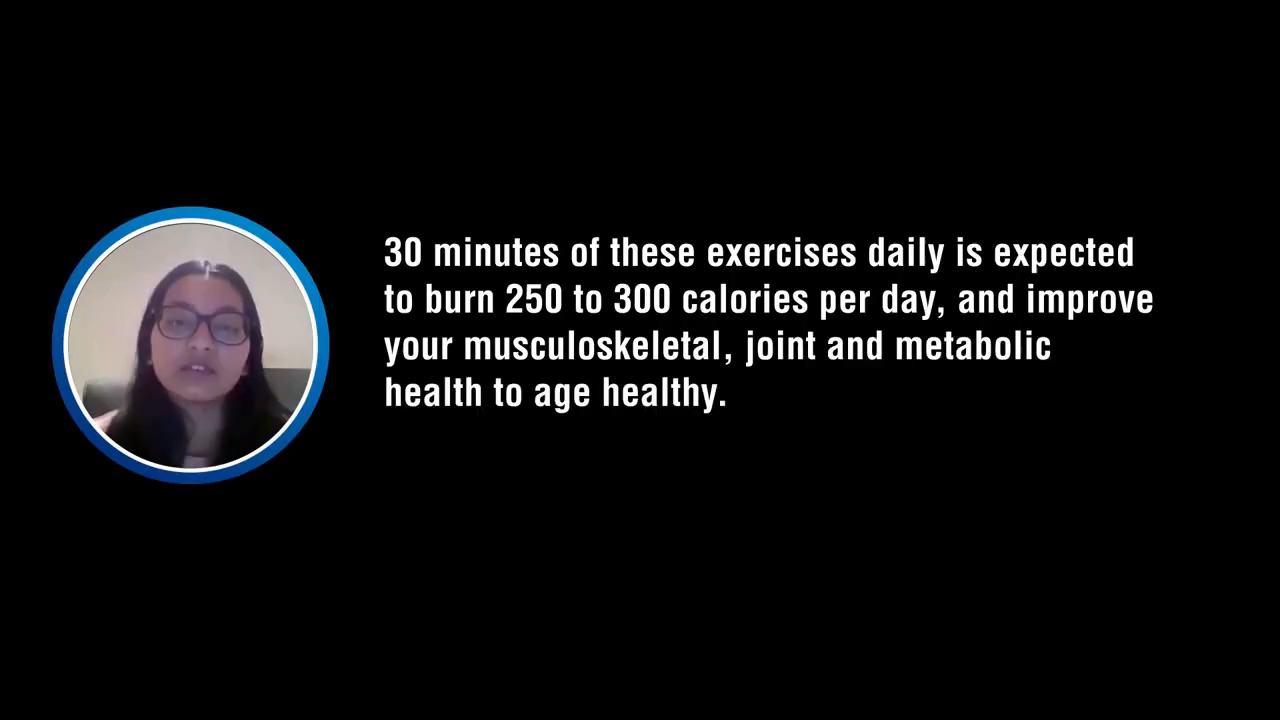 30 minutes of these exercises daily is expected
to burn 250 to 300 calories per day, and improve
your musculoskeletal, joint and metabolic
health to age healthy.